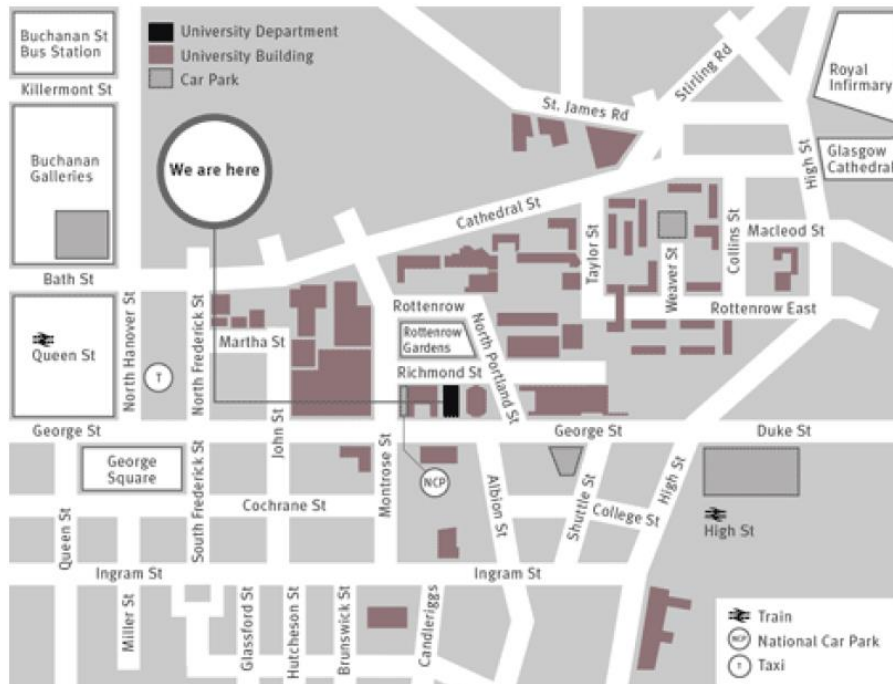 Buchanan St
Bus Station
University Department
University Building
Car Park
Royal
Infirmary
Stirling Rd
Killermont St
St. James Rd
Buchanan
Galleries
We are here
High St
Glasgow
Cathedral
Cathedral St
Taylor St
Collins St
Macleod St
Weaver St
Bath St
Rottenrow
Rottenrow East
North Hanover St
North Frederick St
Martha St
Rottenrow
Gardens
North Portland St
Queen St
T
Richmond St
George St
John St
George St
Duke St
George
Square
South Frederick St
Montrose St
NCP
Albion St
Shuttle St
High St
Queen St
Cochrane St
College St
High St
Ingram St
Ingram St
Miller St
Glassford St
Hutcheson St
Brunswick St
Candleriggs
Train
NCP
National Car Park
T
Taxi